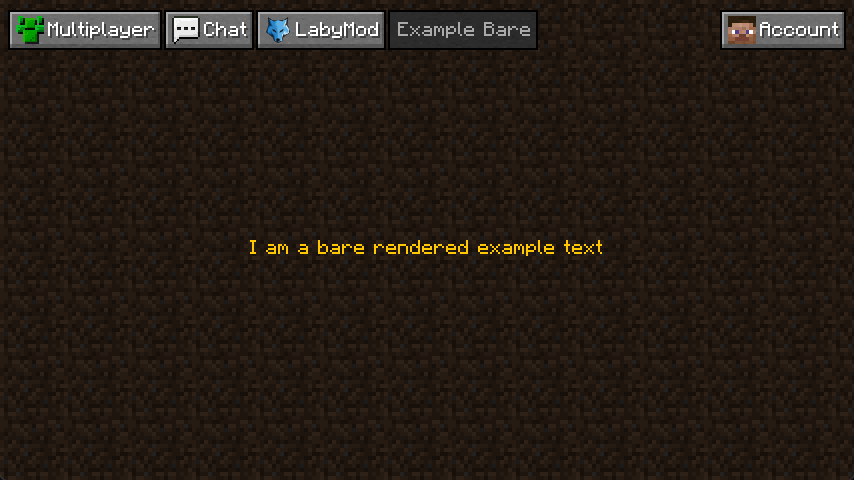 Multiplayer
Chat
LabyMod
Example Bare
Account
I am a bare rendered example text